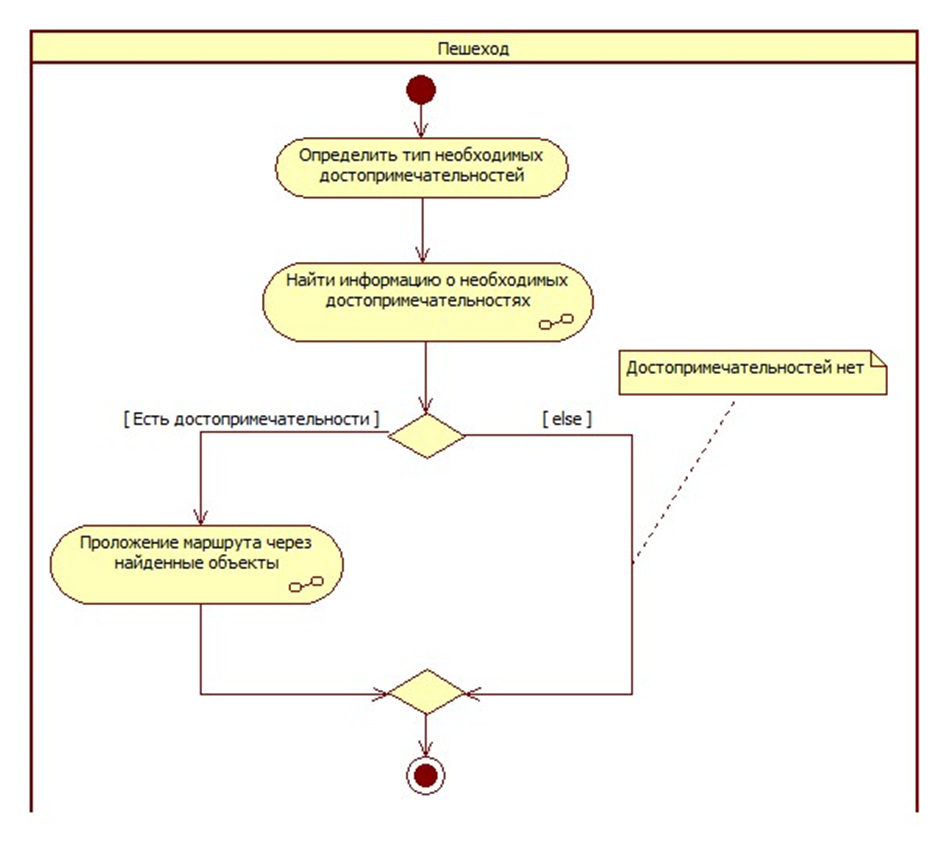 Пешеход
Определить тип необходимых
достопримечательностей
Найти информацию о необходимых
достопримечательностях
Достопримечательностей нет
[ Есть достопримечательности ]
[ else ]
Проложение маршрута через
найденные объекты